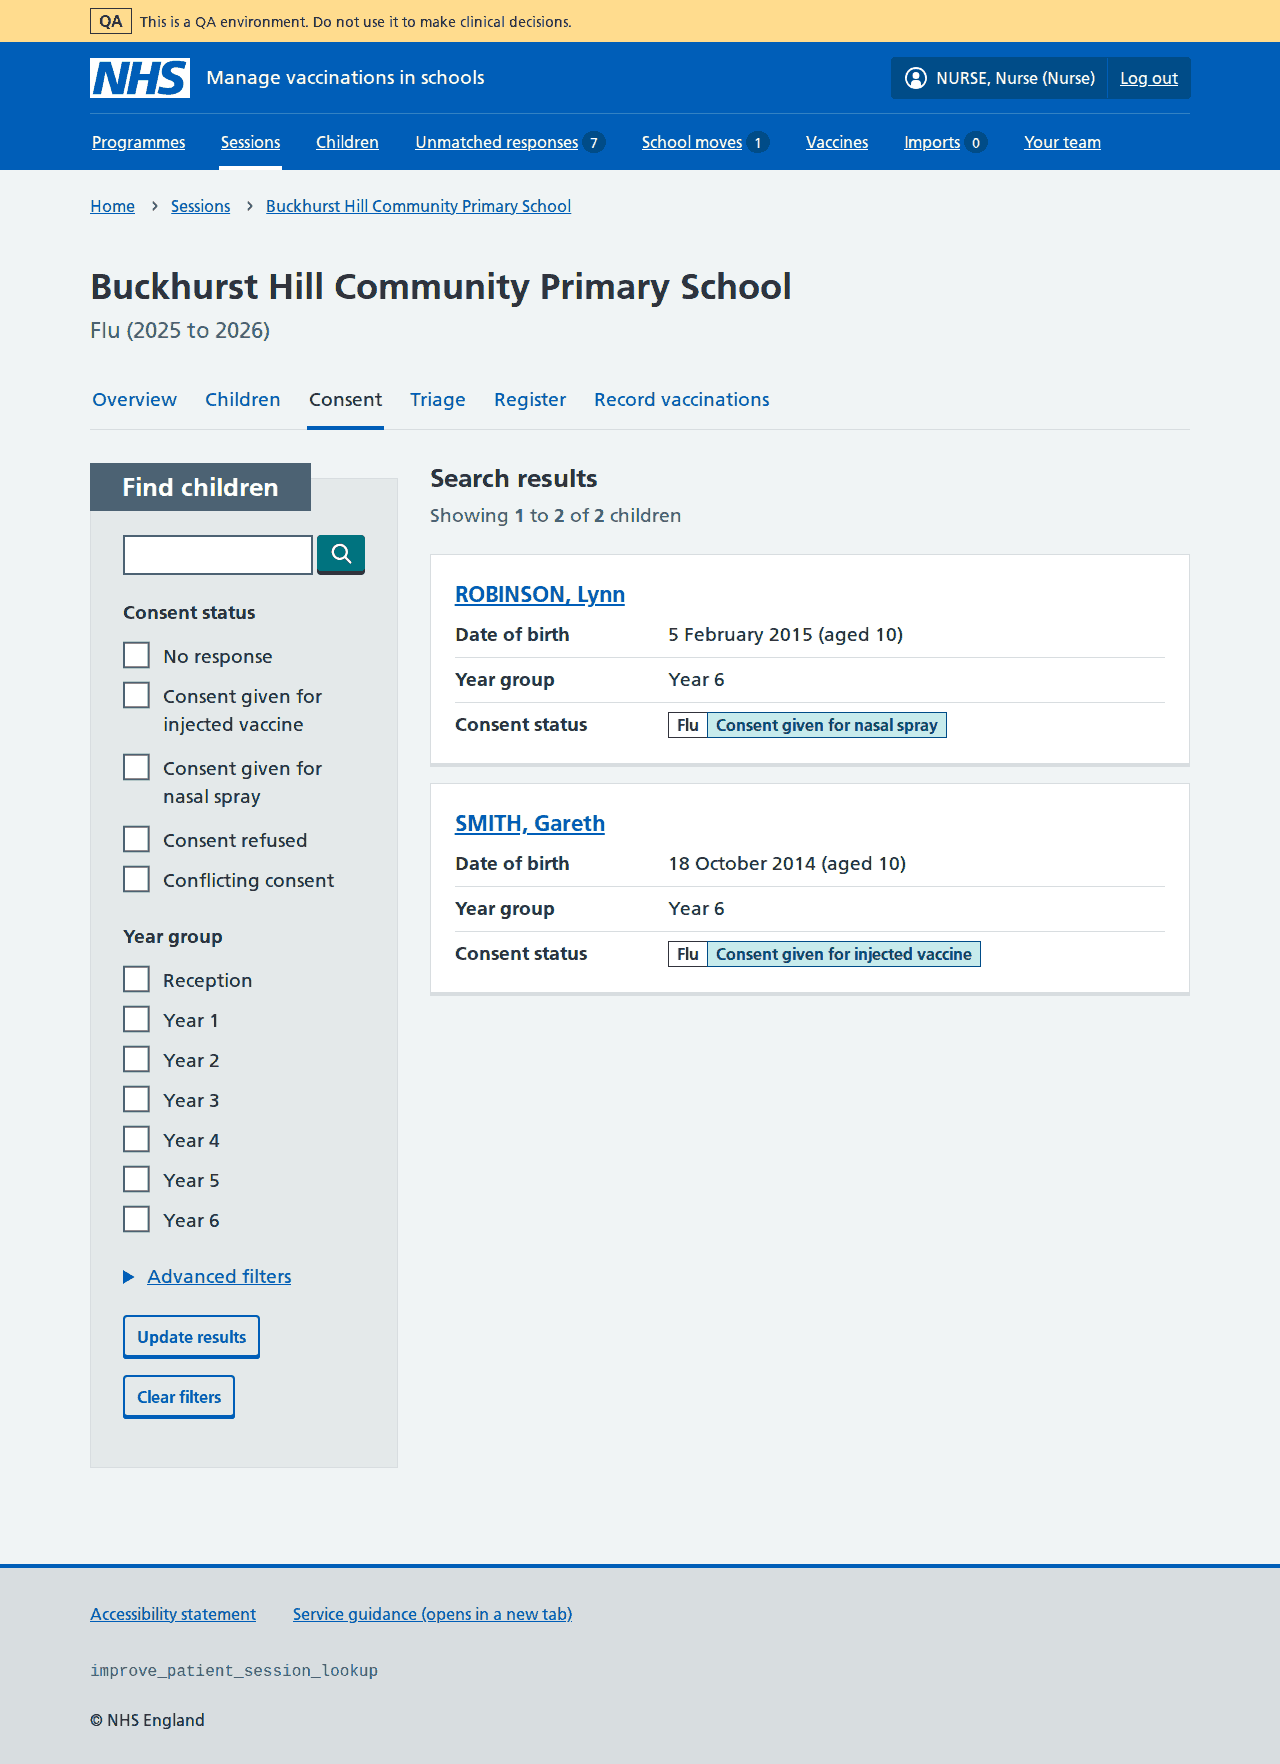 QA This is a QA environment. Do not use it to make clinical decisions.
NHS Manage vaccinations in schools NURSE, Nurse (Nurse) Log out
Programmes Sessions Children Unmatched responses 7 School moves 1 Vaccines Imports 0 Your team
Home Sessions Buckhurst Hill Community Primary School
Buckhurst Hill Community Primary School
Flu (2025 to 2026)
Overview Children Consent Triage Register Record vaccinations
Find children
Consent status
No response
Consent given for
injected vaccine
Consent given for
nasal spray
Consent refused
Conflicting consent
Year group
Reception
Year 1
Year 2
Year 3
Year 4
Year 5
Year 6
Advanced filters
Update results
Clear filters
Search results
Showing 1 to 2 of 2 children
ROBINSON, Lynn
Date of birth 5 February 2015 (aged 10)
Year group Year 6
Consent status Flu Consent given for nasal spray
SMITH, Gareth
Date of birth 18 October 2014 (aged 10)
Year group Year 6
Consent status Flu Consent given for injected vaccine
Accessibility statement Service guidance (opens in a new tab)
improve_patient_session_lookup
© NHS England